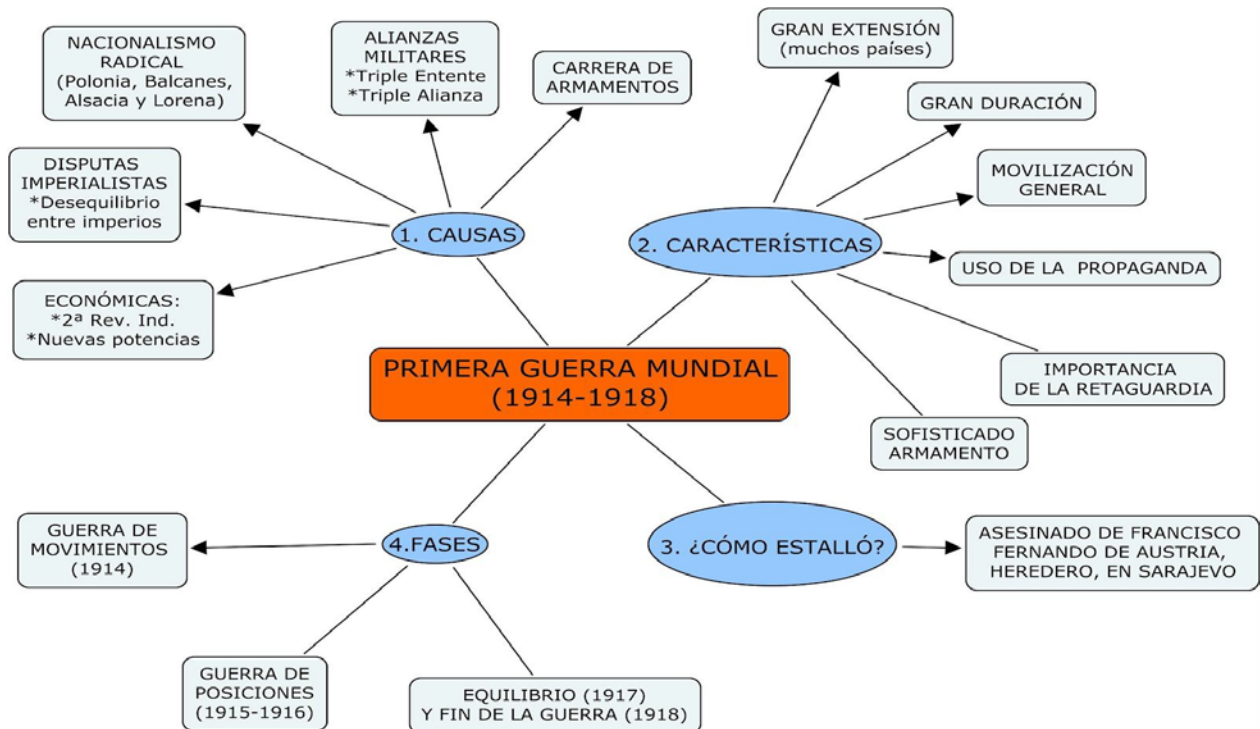 PRIMERA GUERRA MUNDIAL
(1914-1918)
1. CAUSAS
NACIONALISMO
RADICAL
(Polonia, Balcanes,
Alsacia y Lorena)
ALIANZAS
MILITARES
*Triple Entente
*Triple Alianza
CARRERA DE
ARMAMENTOS
DISPUTAS
IMPERIALISTAS
*Desequilibrio
entre imperios
ECONÓMICAS:
*2ª Rev. Ind.
*Nuevas potencias
2. CARACTERÍSTICAS
GRAN EXTENSIÓN
(muchos países)
GRAN DURACIÓN
MOVILIZACIÓN
GENERAL
USO DE LA PROPAGANDA
IMPORTANCIA
DE LA RETAGUARDIA
SOFISTICADO
ARMAMENTO
3. ¿CÓMO ESTALLÓ?
ASESINADO DE FRANCISCO
FERNANDO DE AUSTRIA,
HEREDERO, EN SARAJEVO
4.FASES
GUERRA DE
MOVIMIENTOS
(1914)
GUERRA DE
POSICIONES
(1915-1916)
EQUILIBRIO (1917)
Y FIN DE LA GUERRA (1918)